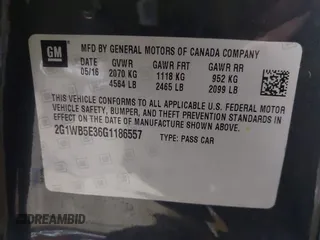 GM
MFD BY GENERAL MOTORS OF CANADA COMPANY
DATE GVWR GAWR FRT GAWR RR
05/16 2070 KG 1118 KG 952 KG
4564 LB 2465 LB 2099 LB
THIS VEHICLE CONFORMS TO ALL APPLICABLE U.S. FEDERAL MOTOR
VEHICLE SAFETY, BUMPER, AND THEFT PREVENTION STANDARDS
IN EFFECT ON THE DATE OF MANUFACTURE SHOWN ABOVE.
2G1WB5E36G1186557 TYPE: PASS CAR
DREAMBID